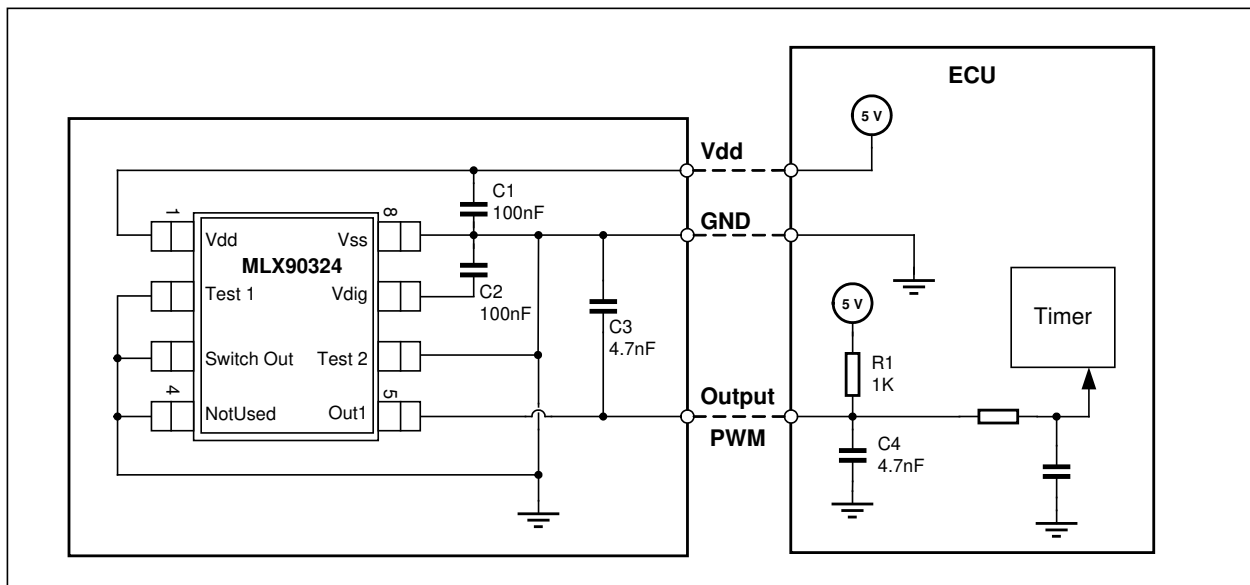 ECU
5 V
Vdd
C1
100nF
GND
1
8
Vdd
Vss
MLX90324
Test 1
Vdig
C2
100nF
Switch Out
Test 2
4
5
NotUsed
Out1
C3
4.7nF
5 V
Timer
R1
1K
Output
PWM
C4
4.7nF